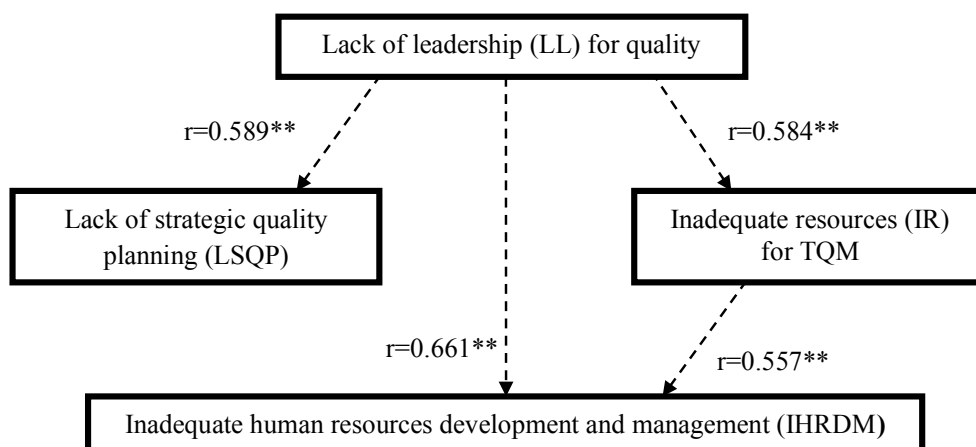 Lack of leadership (LL) for quality
r=0.589**
r=0.584**
Lack of strategic quality
planning (LSQP)
Inadequate resources (IR)
for TQM
r=0.661**
r=0.557**
Inadequate human resources development and management (IHRDM)